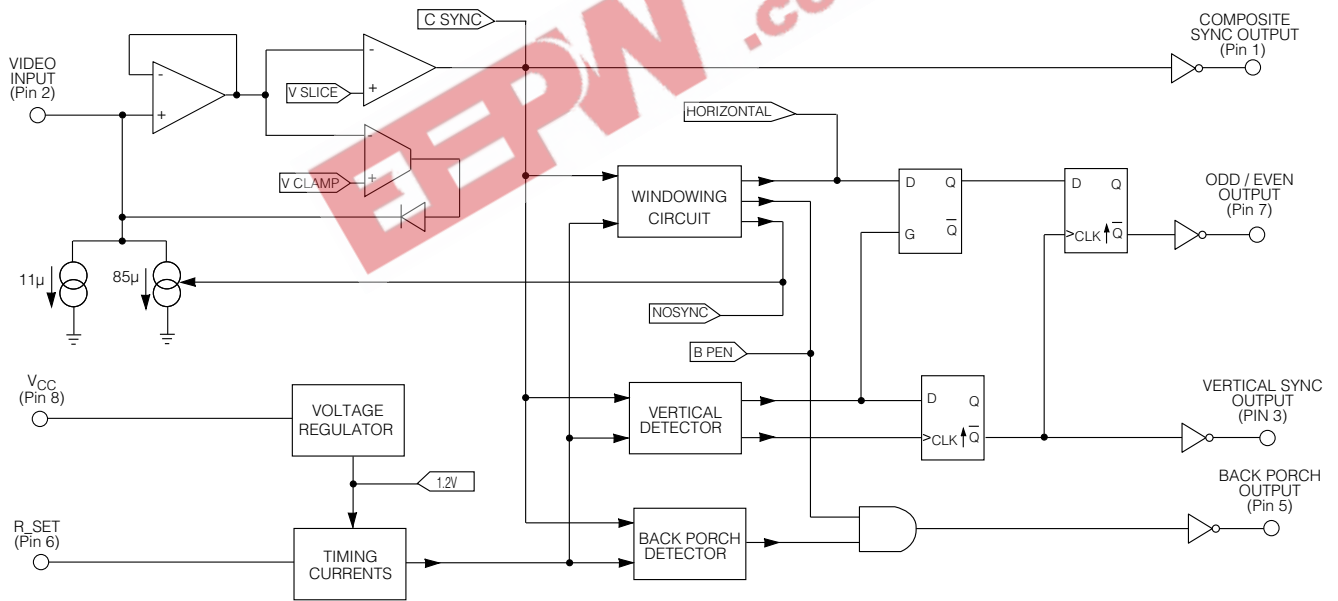 C SYNC
COMPOSITE
SYNC OUTPUT
(Pin 1)
VIDEO
INPUT
(Pin 2)
-
+
-
+
V SLICE
-
+
V CLAMP
EEPW
.co
HORIZONTAL
WINDOWING
CIRCUIT
D Q
G Q
D Q
>CLK Q
ODD / EVEN
OUTPUT
(Pin 7)
11µ
85µ
NOSYNC
B PEN
VCC
(Pin 8)
VOLTAGE
REGULATOR
VERTICAL
DETECTOR
D Q
>CLK Q
VERTICAL SYNC
OUTPUT
(PIN 3)
1.2V
R_SET
(Pin 6)
TIMING
CURRENTS
BACK PORCH
DETECTOR
BACK PORCH
OUTPUT
(Pin 5)